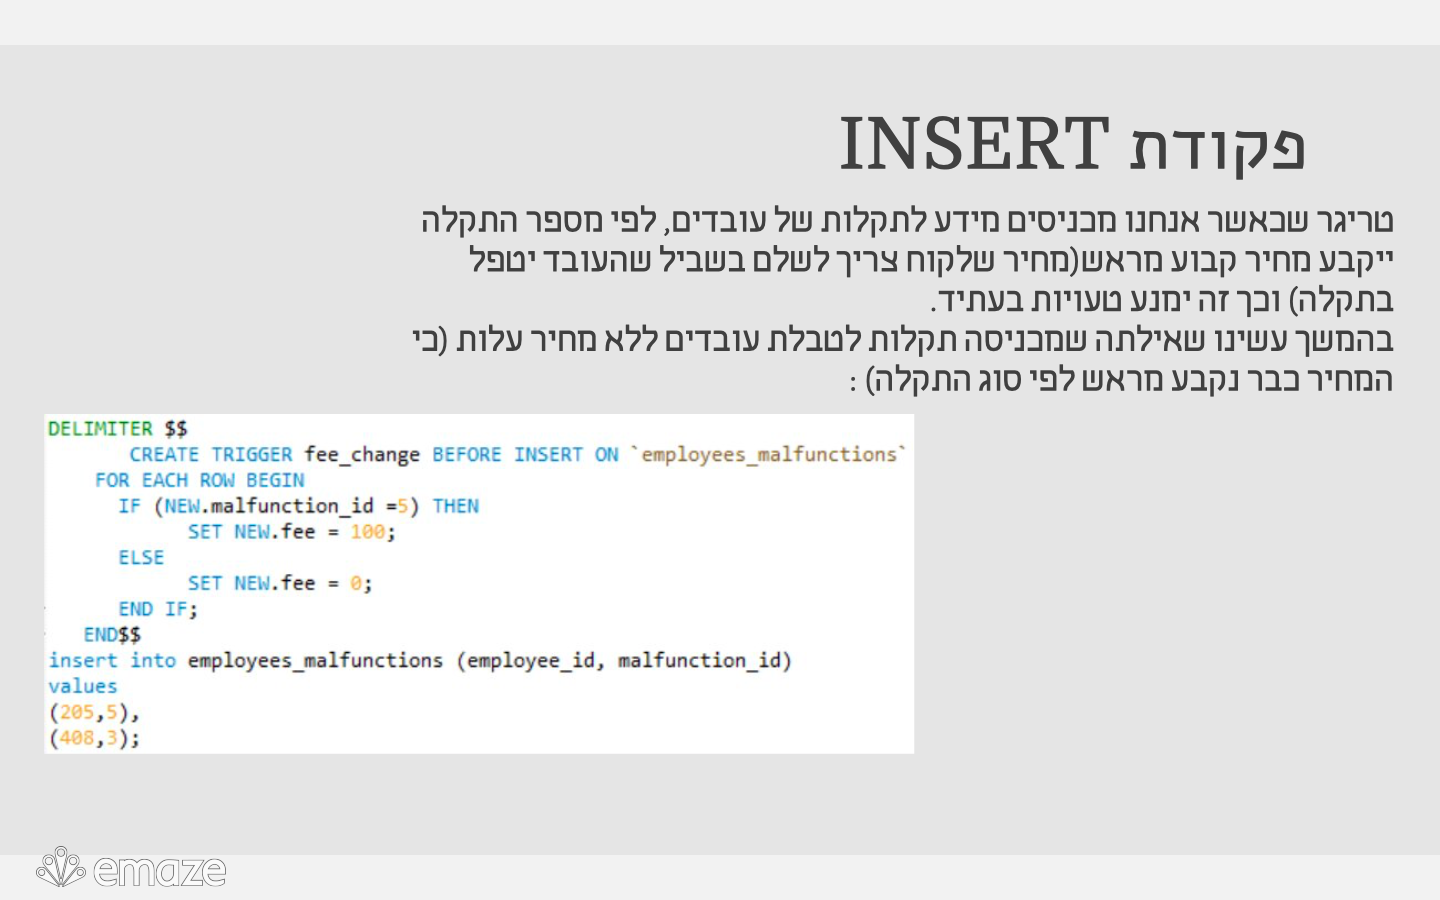 פקודת INSERT
טריגר שכאשר אנחנו מכניסים מידע לתקלות של עובדים, לפי מספר התקלה
ייקבע מחיר קבוע מראש(מחיר שלקוח צריך לשלם בשביל שהעובד יטפל
בתקלה) וכך זה ימנע טעויות בעתיד.
בהמשך עשינו שאילתה שמכניסה תקלות לטבלת עובדים ללא מחיר עלות (כי
המחיר כבר נקבע מראש לפי סוג התקלה) :
DELIMITER $$
CREATE TRIGGER fee_change BEFORE INSERT ON `employees_malfunctions`
FOR EACH ROW BEGIN
IF (NEW.malfunction_id =5) THEN
SET NEW.fee = 100;
ELSE
SET NEW.fee = 0;
END IF;
END$$
insert into employees_malfunctions (employee_id, malfunction_id)
values
(205,5),
(408,3);
emaze